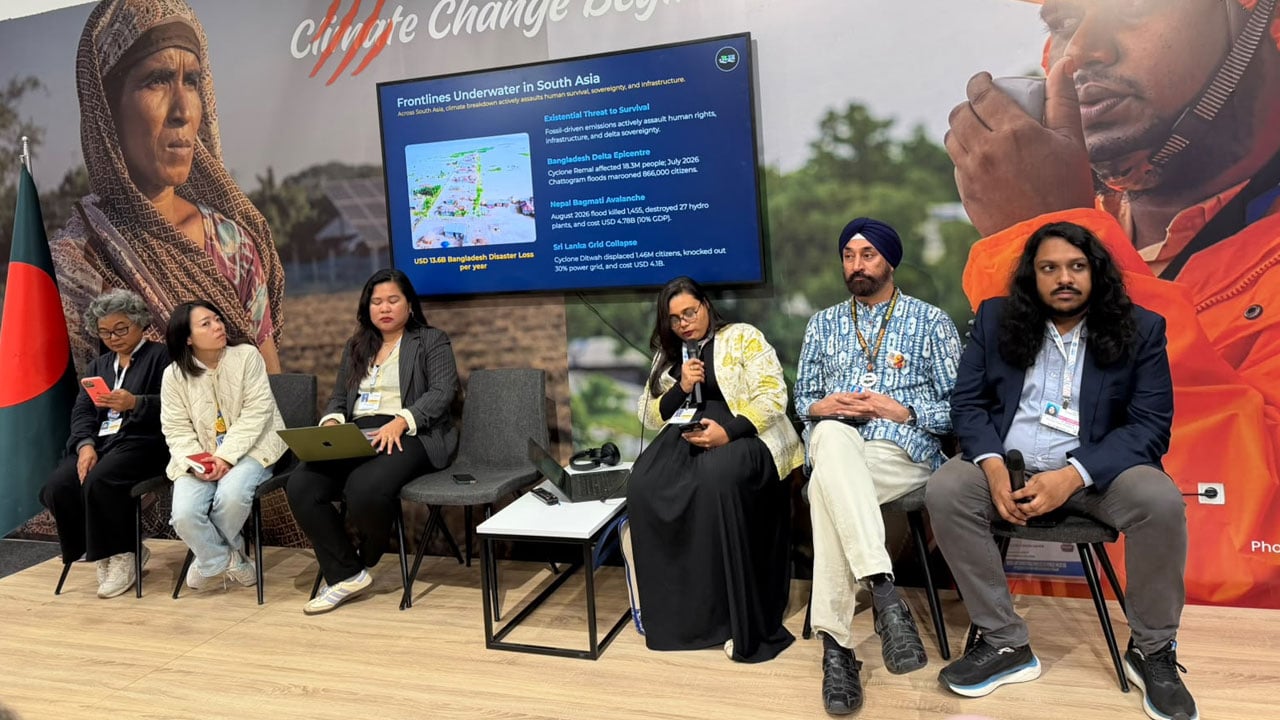 Climate Change
Frontlines Underwater in South Asia
Across South Asia, climate breakdown actively assaults human survival, sovereignty, and infrastructure.
Existential Threat to Survival
Fossil-driven emissions actively assault human rights,
infrastructure, and delta sovereignty.
Bangladesh Delta Epicentre
Cyclone Remal affected 18.3M people; July 2026
Chattogram floods marooned 866,000 citizens.
Nepal Bagmati Avalanche
August 2026 flood killed 1,455, destroyed 27 hydro
plants, and cost USD 4.78B (10% GDP).
Sri Lanka Grid Collapse
Cyclone Ditwah displaced 1.46M citizens, knocked out
30% power grid, and cost USD 4.1B.
USD 13.6B Bangladesh Disaster Loss
per year
Pho